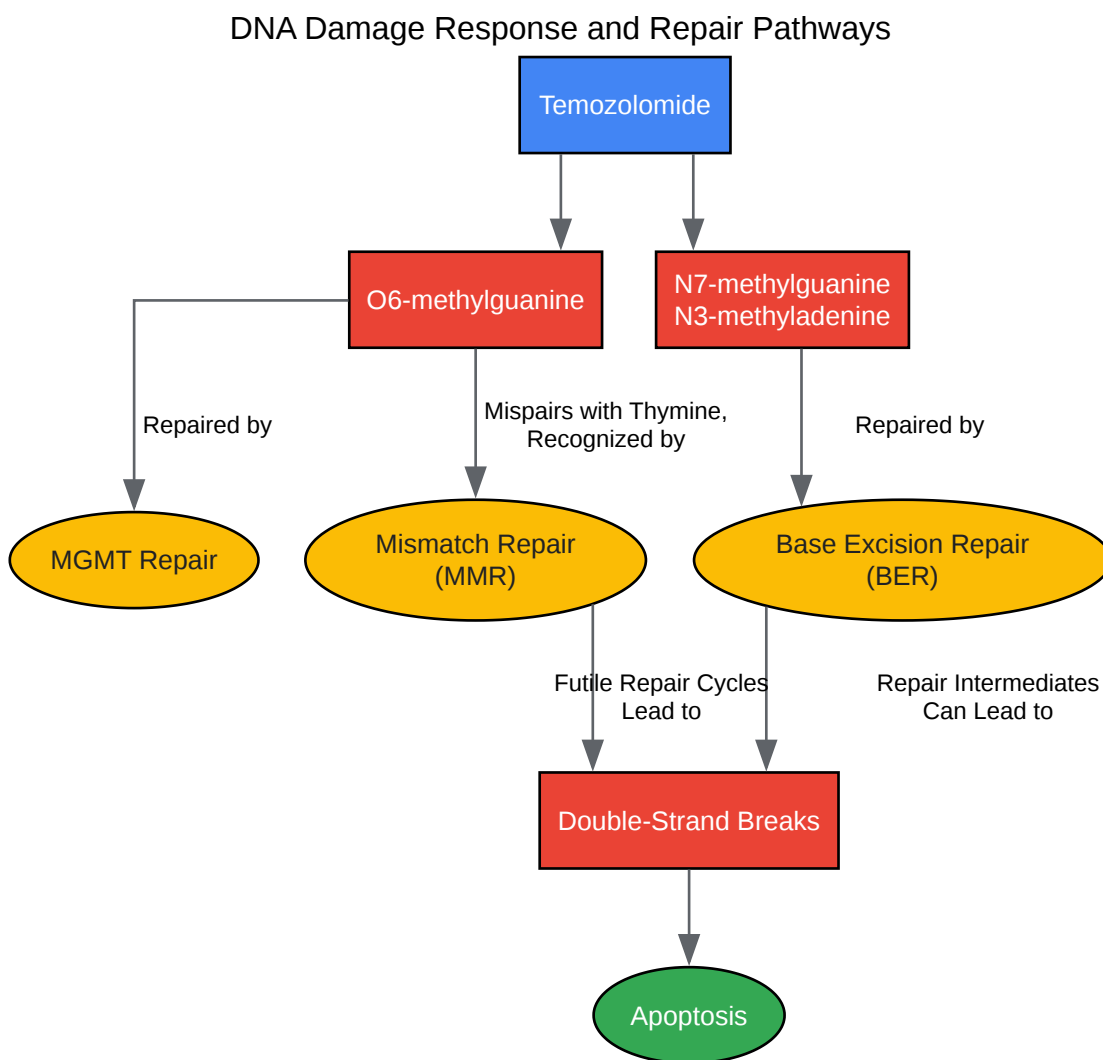 DNA Damage Response and Repair Pathways
Temozolomide
O6-methylguanine
N7-methylguanine
N3-methyladenine
Repaired by
Mispairs with Thymine,
Recognized by
Repaired by
MGMT Repair
Mismatch Repair
(MMR)
Base Excision Repair
(BER)
Futile Repair Cycles
Lead to
Repair Intermediates
Can Lead to
Double-Strand Breaks
Apoptosis